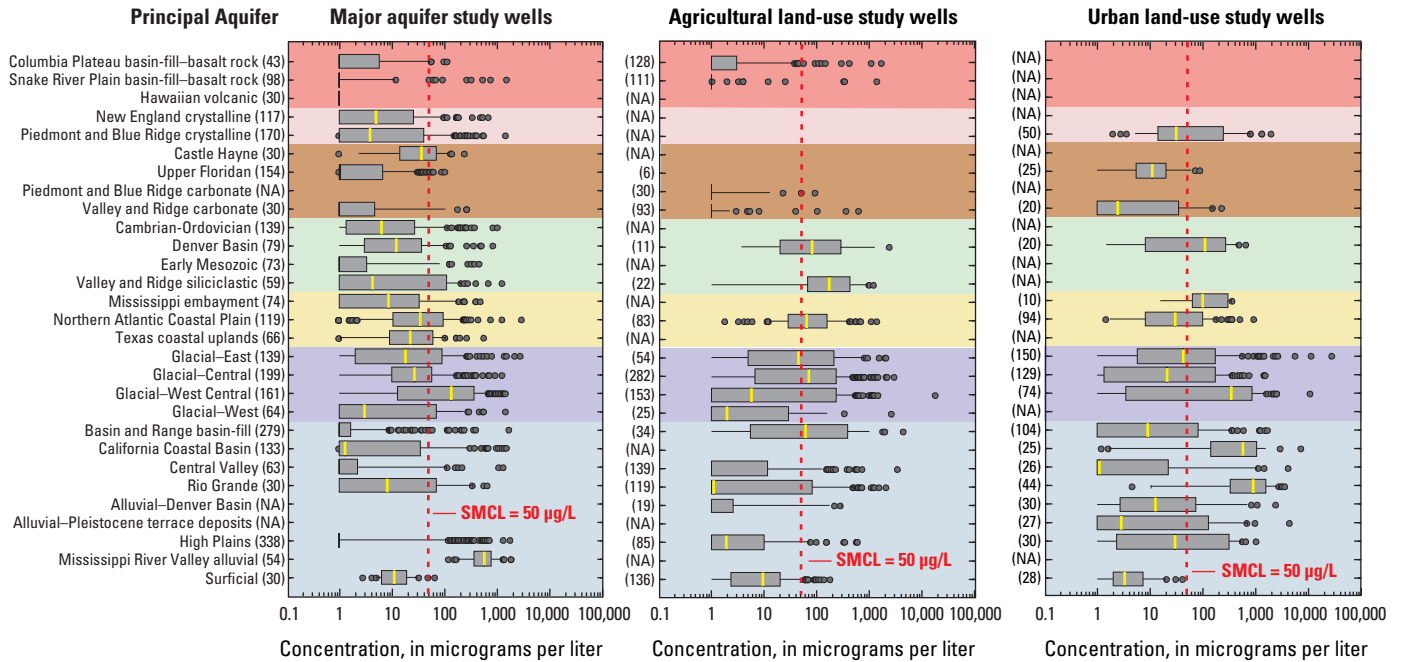 Principal Aquifer
Major aquifer study wells
Columbia Plateau basin-fill–basalt rock (43)
Snake River Plain basin-fill–basalt rock (98)
Hawaiian volcanic (30)
New England crystalline (117)
Piedmont and Blue Ridge crystalline (170)
Castle Hayne (30)
Upper Floridan (154)
Piedmont and Blue Ridge carbonate (NA)
Valley and Ridge carbonate (30)
Cambrian-Ordovician (139)
Denver Basin (79)
Early Mesozoic (73)
Valley and Ridge siliciclastic (59)
Mississippi embayment (74)
Northern Atlantic Coastal Plain (119)
Texas coastal uplands (66)
Glacial–East (139)
Glacial–Central (199)
Glacial–West Central (161)
Glacial–West (64)
Basin and Range basin-fill (279)
California Coastal Basin (133)
Central Valley (63)
Rio Grande (30)
Alluvial–Denver Basin (NA)
Alluvial–Pleistocene terrace deposits (NA)
High Plains (338)
Mississippi River Valley alluvial (54)
Surficial (30)
SMCL = 50 µg/L
0.1 1 10 100 1,000 10,000 100,000
Concentration, in micrograms per liter
Agricultural land-use study wells
(128)
(111)
(NA)
(NA)
(NA)
(NA)
(6)
(30)
(93)
(NA)
(11)
(NA)
(22)
(NA)
(83)
(NA)
(54)
(282)
(153)
(25)
(34)
(NA)
(139)
(119)
(19)
(NA)
(85)
(NA)
(136)
SMCL = 50 µg/L
0.1 1 10 100 1,000 10,000 100,000
Concentration, in micrograms per liter
Urban land-use study wells
(NA)
(NA)
(NA)
(NA)
(50)
(NA)
(25)
(NA)
(20)
(NA)
(20)
(NA)
(NA)
(10)
(94)
(NA)
(150)
(129)
(74)
(NA)
(104)
(25)
(26)
(44)
(30)
(27)
(30)
(NA)
(28)
SMCL = 50 µg/L
0.1 1 10 100 1,000 10,000 100,000
Concentration, in micrograms per liter